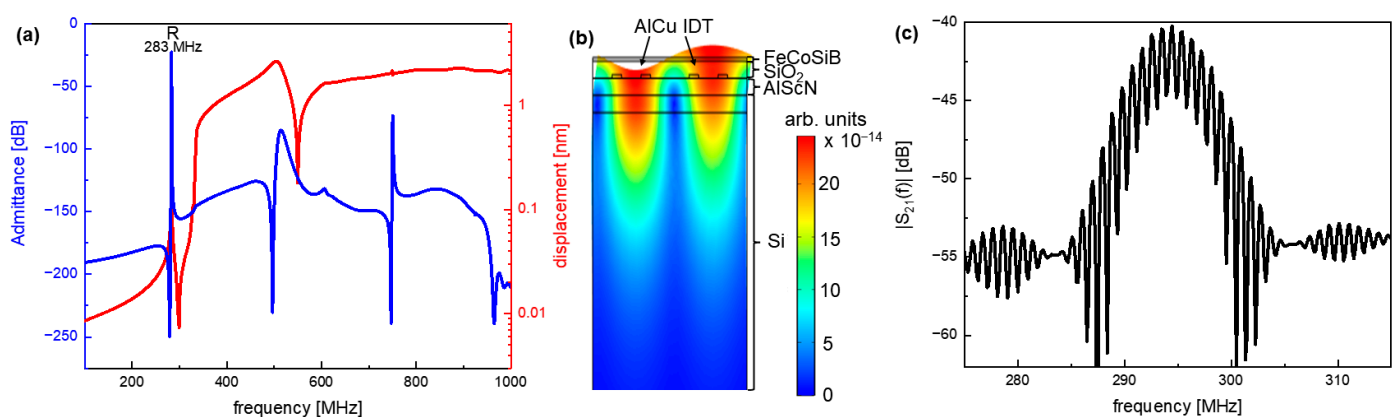 (a)
R
283 MHz
0
−50
−100
−150
−200
−250
Admittance [dB]
200
400
600
800
1000
frequency [MHz]
1
0.1
0.01
displacement [nm]
(b)
AlCu IDT
FeCoSiB
SiO2
AlScN
Si
arb. units
x 10−14
20
15
10
5
0
(c)
−40
−45
−50
−55
−60
|S21(f)| [dB]
280
290
300
310
frequency [MHz]